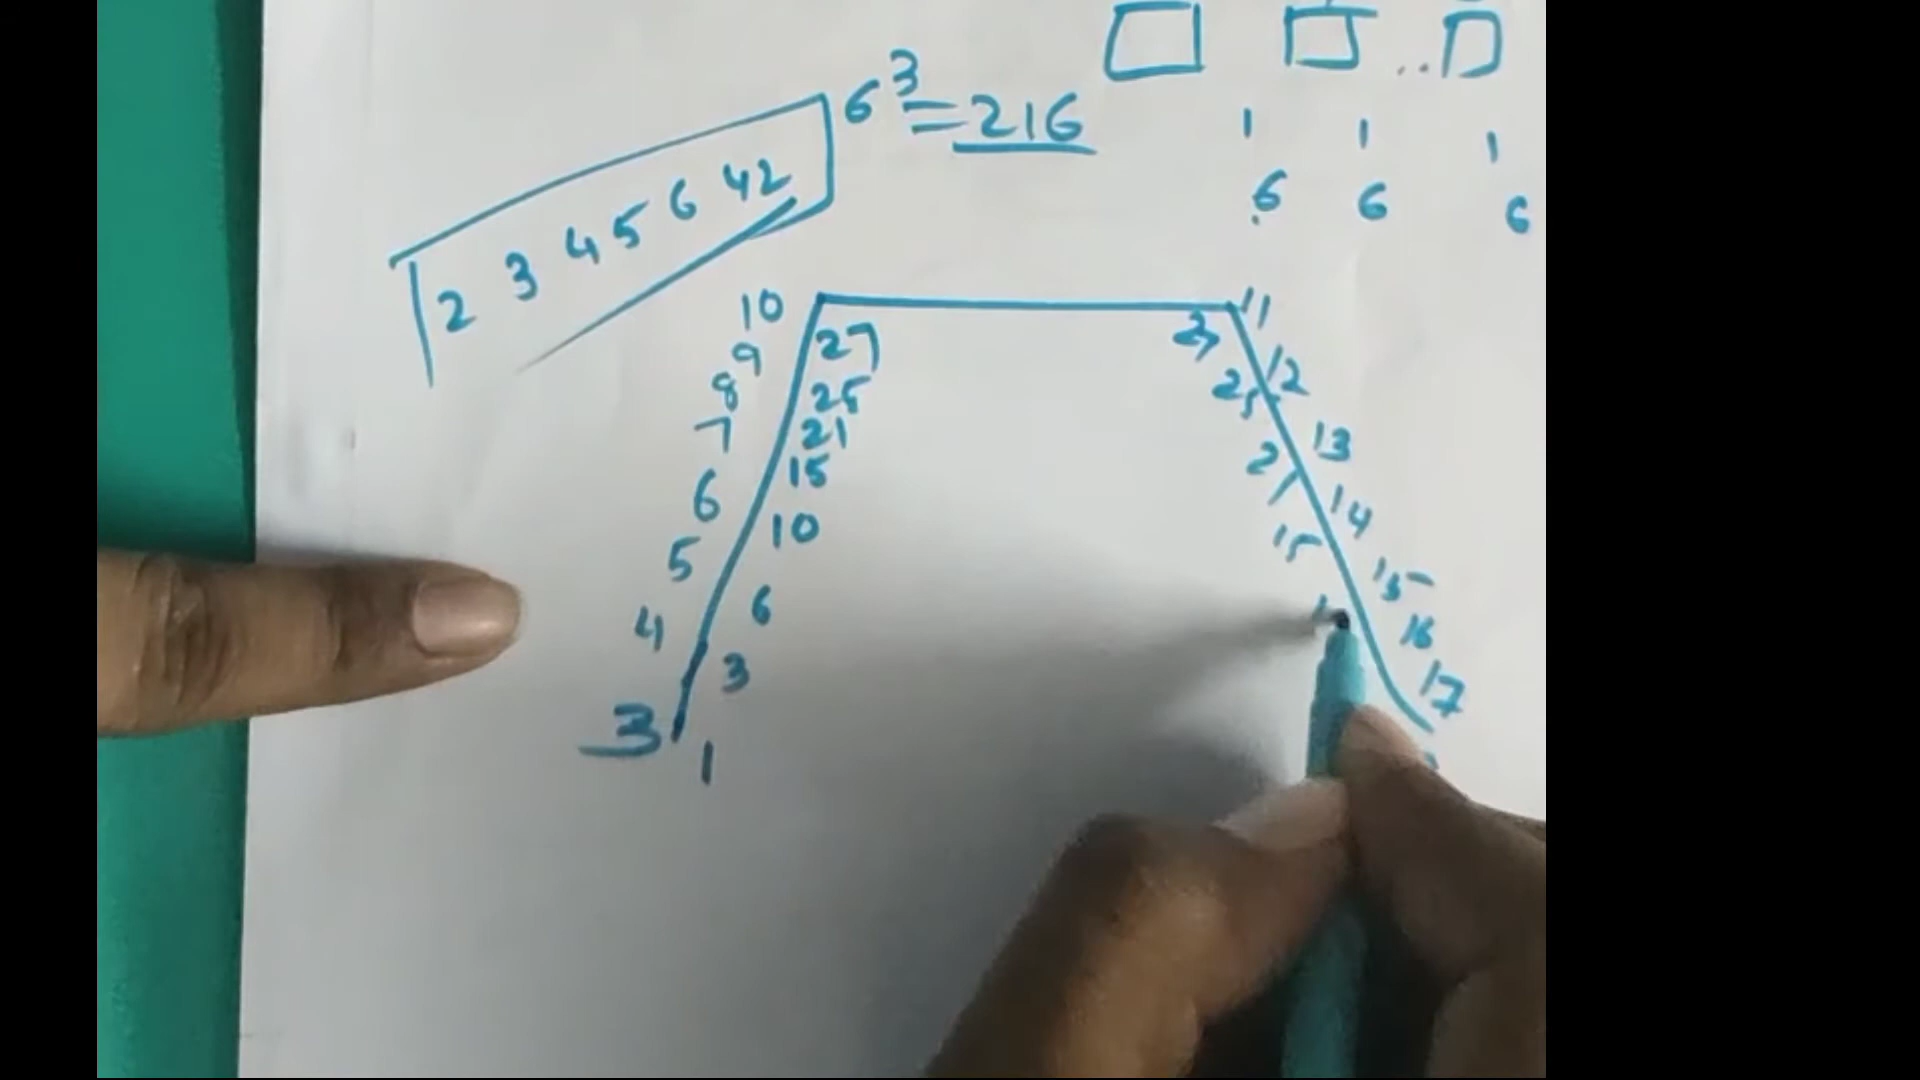 6³ = 216
1 1 1
6 6 6
2 3 4 5 6 42
10 27 11
9 25 25 12
8 21 13
7 15 14
6 10 15 15
5 6 16
4 3 17
3 1